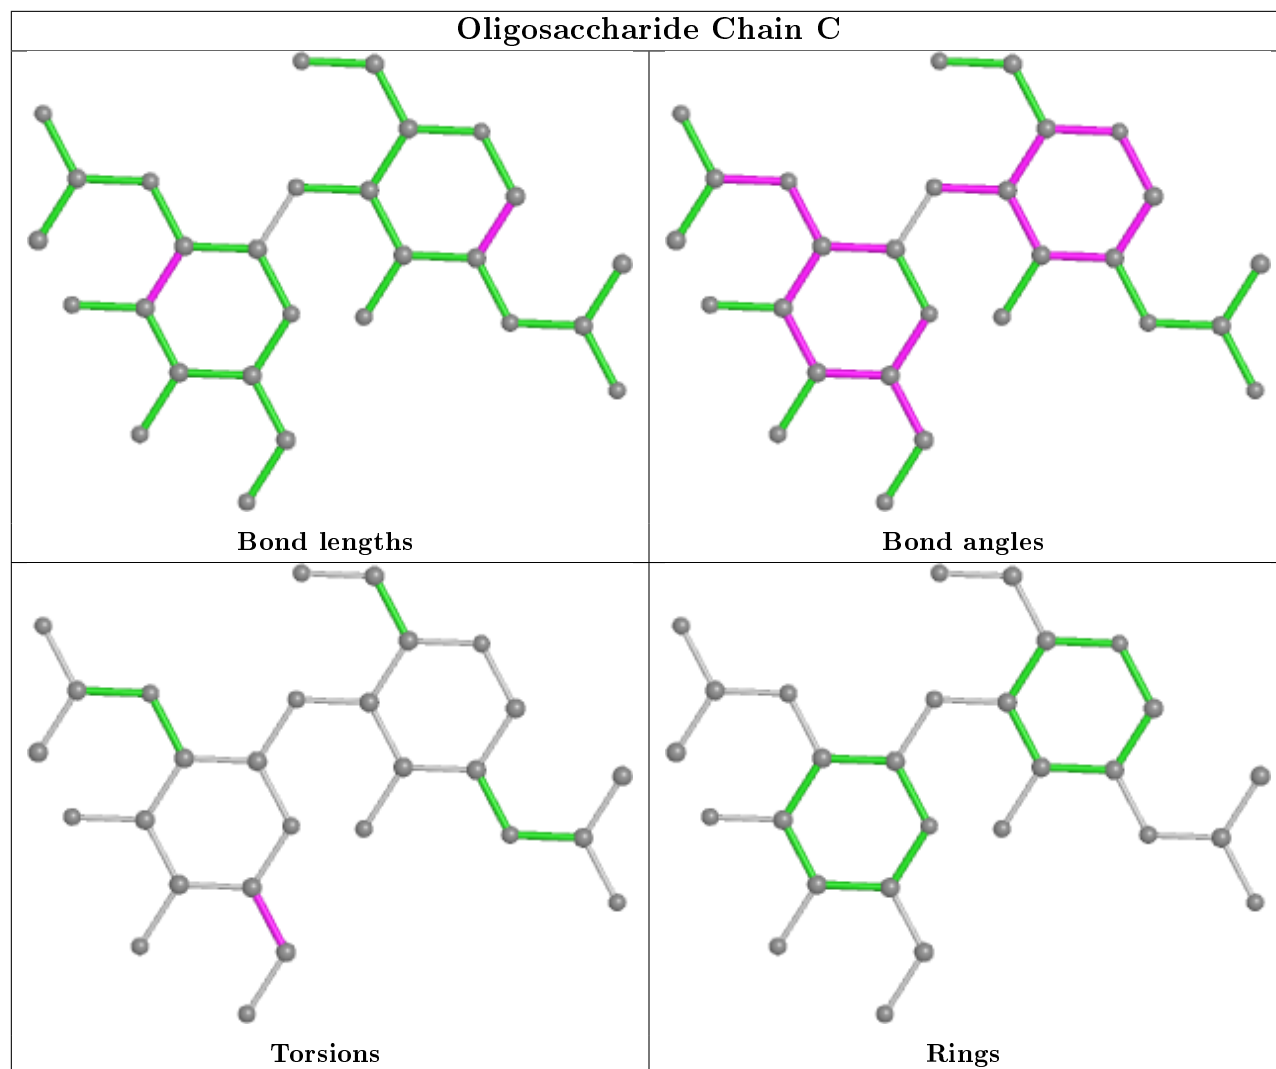 Oligosaccharide Chain C
Bond lengths
Bond angles
Torsions
Rings